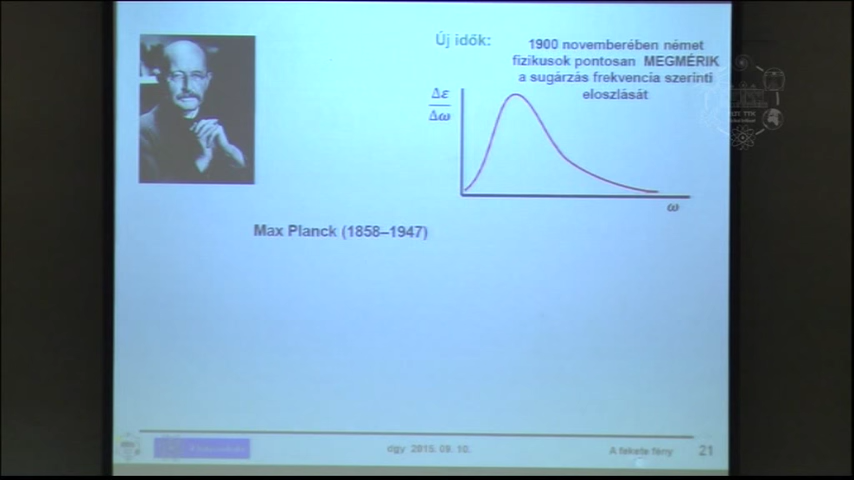 Új idők:
1900 novemberében német
fizikusok pontosan MEGMÉRIK
a sugárzás frekvencia szerinti
eloszlását
Δε
Δω
ω
Max Planck (1858–1947)
dgy 2015. 09. 10.
A fekete fény
21